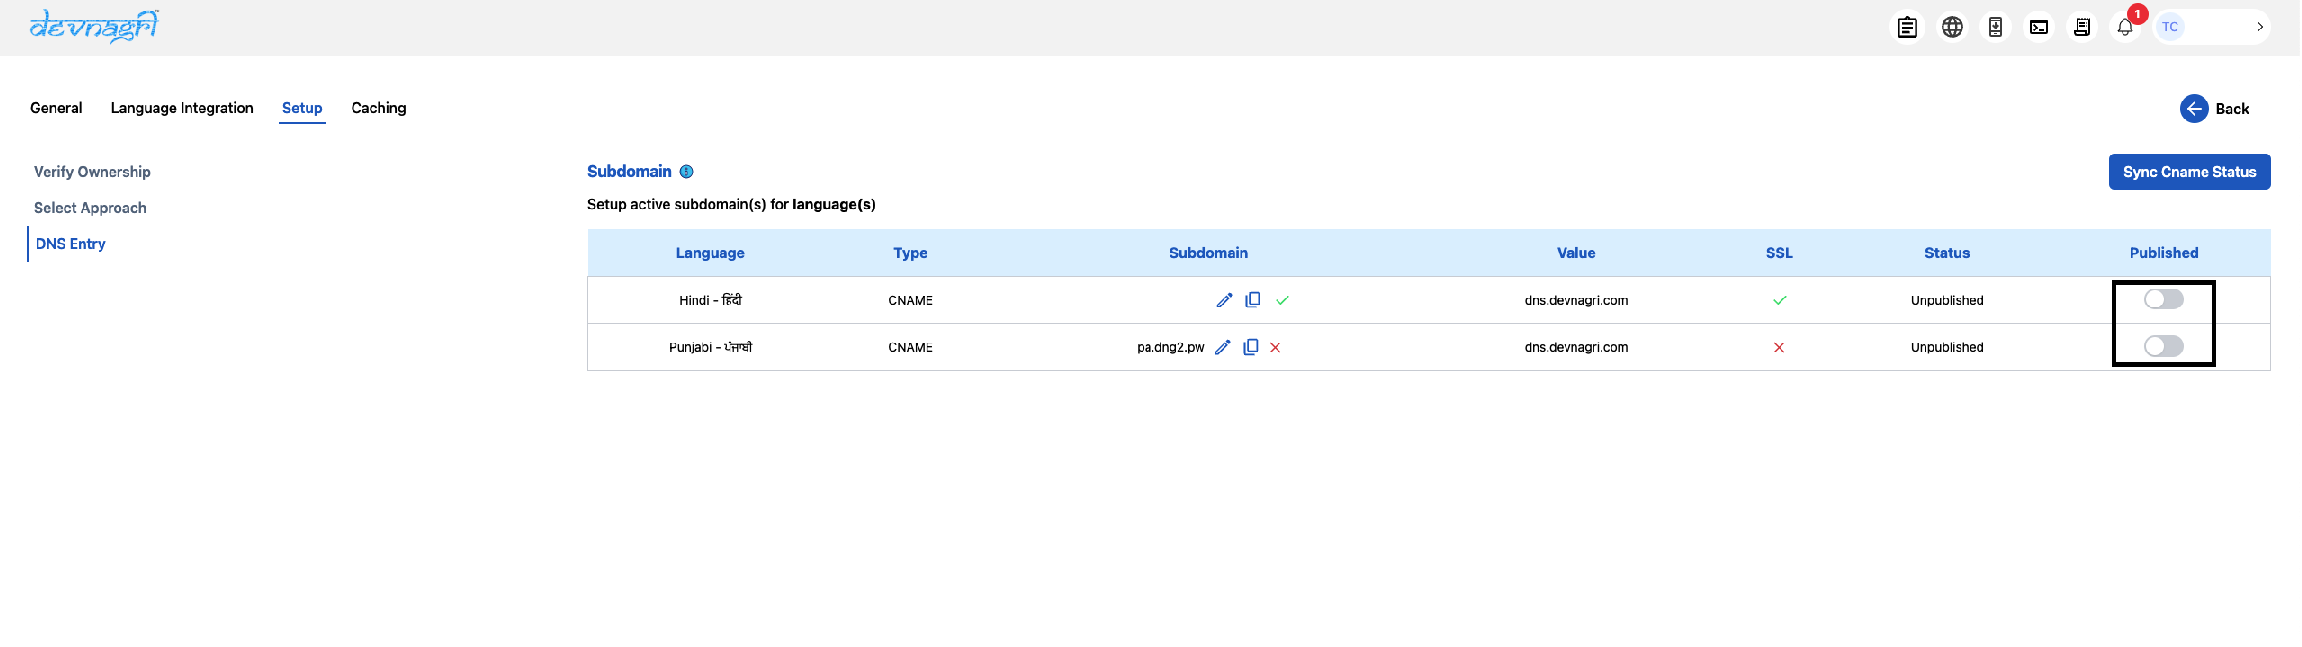 devnagri
1
TC
General Language Integration Setup Caching
Back
Verify Ownership
Select Approach
DNS Entry
Subdomain
Sync Cname Status
Setup active subdomain(s) for language(s)
Language Type Subdomain Value SSL Status Published
Hindi - हिंदी CNAME dns.devnagri.com Unpublished
Punjabi - ਪੰਜਾਬੀ CNAME pa.dng2.pw dns.devnagri.com Unpublished